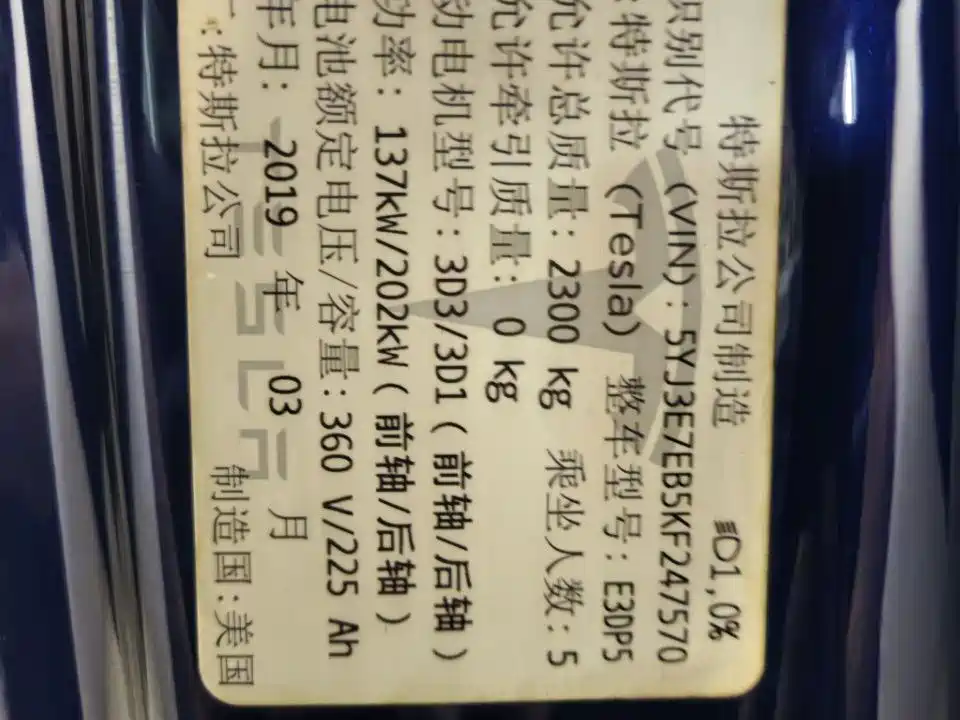 特斯拉公司制造 1,0%
识别代号 (VIN): 5YJ3E7EB5KF247570
:特斯拉 (Tesla) 整车型号: E3DP5
允许总质量: 2300 kg 乘坐人数: 5
允许牵引质量: 0 kg
动电机型号: 3D3/3D1(前轴/后轴)
功率: 137kW/202kW(前轴/后轴)
电池额定电压/容量:360 V/225 Ah
年月: 2019 年 03 月
:特斯拉公司 制造国:美国
TESLA